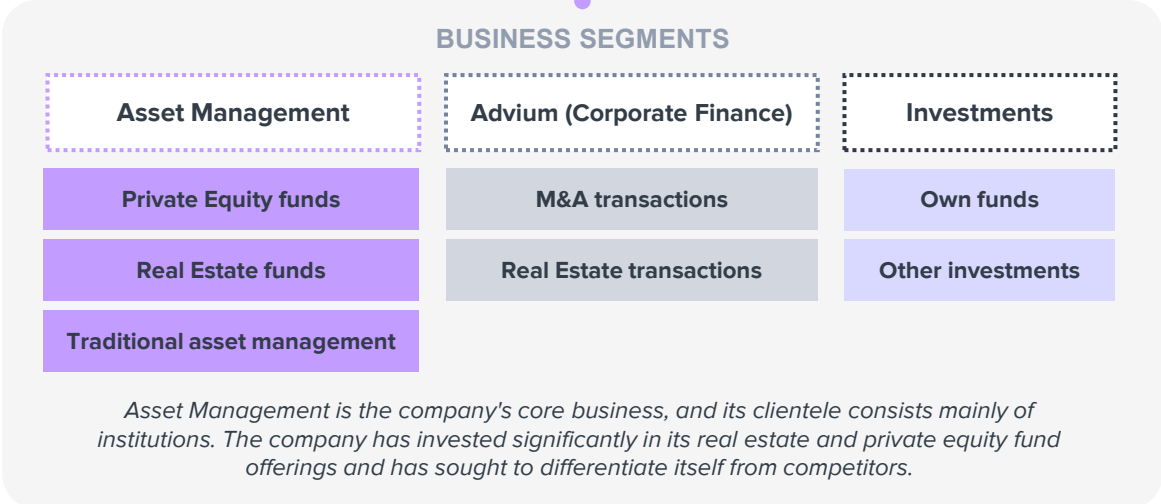 BUSINESS SEGMENTS
Asset Management
Advium (Corporate Finance)
Investments
Private Equity funds
M&A transactions
Own funds
Real Estate funds
Real Estate transactions
Other investments
Traditional asset management
Asset Management is the company's core business, and its clientele consists mainly of
institutions. The company has invested significantly in its real estate and private equity fund
offerings and has sought to differentiate itself from competitors.